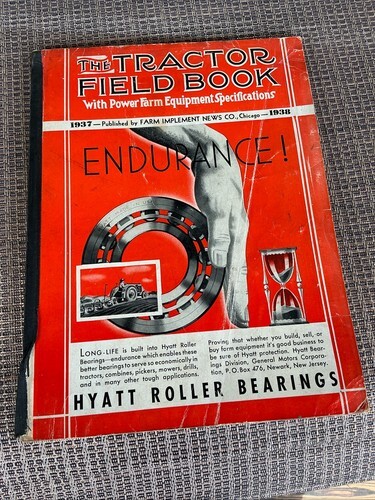 THE TRACTOR
FIELD BOOK
With Power Farm Equipment Specifications
1937 — Published by FARM IMPLEMENT NEWS CO., Chicago — 1938
ENDURANCE!
LONG-LIFE is built into Hyatt Roller
Bearings—endurance which enables these
better bearings to serve so economically in
tractors, combines, pickers, mowers, drills,
and in many other tough applications.
Proving that whether you build, sell, or
buy farm equipment it's good business to
be sure of Hyatt protection. Hyatt Bear-
ings Division, General Motors Corpora-
tion, P.O. Box 476, Newark, New Jersey.
HYATT ROLLER BEARINGS